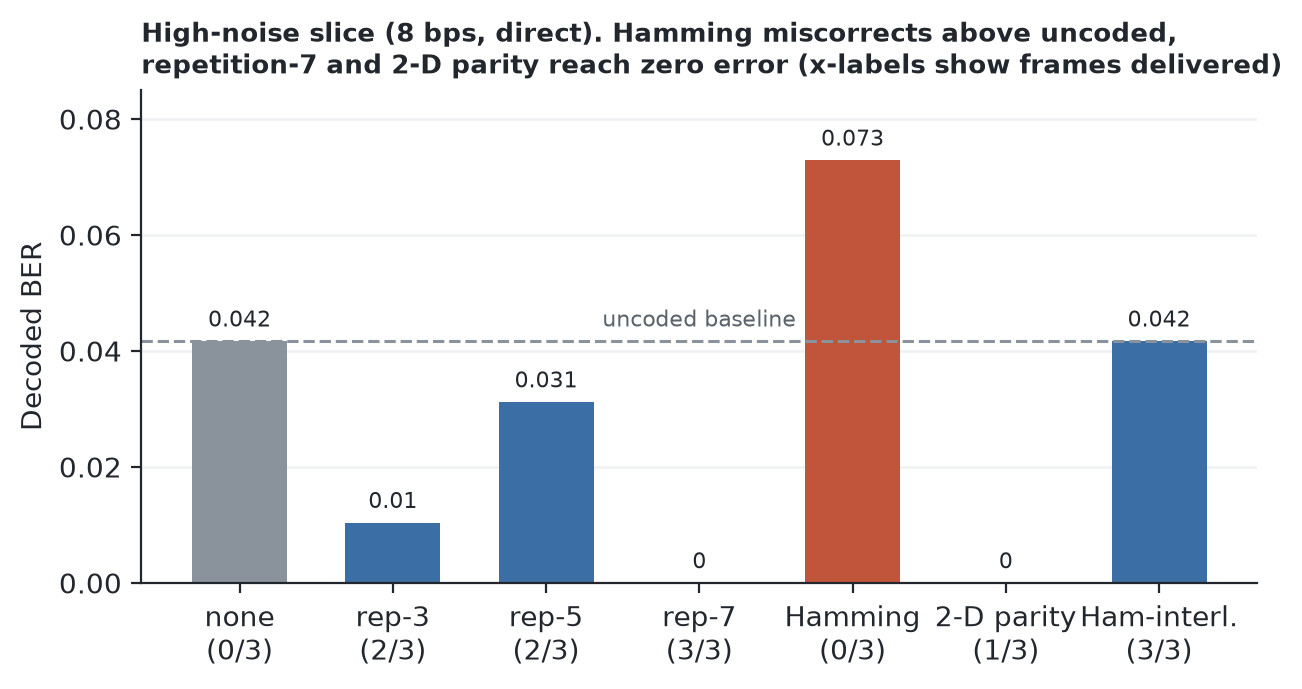 High-noise slice (8 bps, direct). Hamming miscorrects above uncoded,
repetition-7 and 2-D parity reach zero error (x-labels show frames delivered)
Decoded BER
0.08
0.06
0.04
0.02
0.00
0.042
0.01
0.031
0
0.073
0
0.042
uncoded baseline
none
(0/3)
rep-3
(2/3)
rep-5
(2/3)
rep-7
(3/3)
Hamming
(0/3)
2-D parity
(1/3)
Ham-interl.
(3/3)